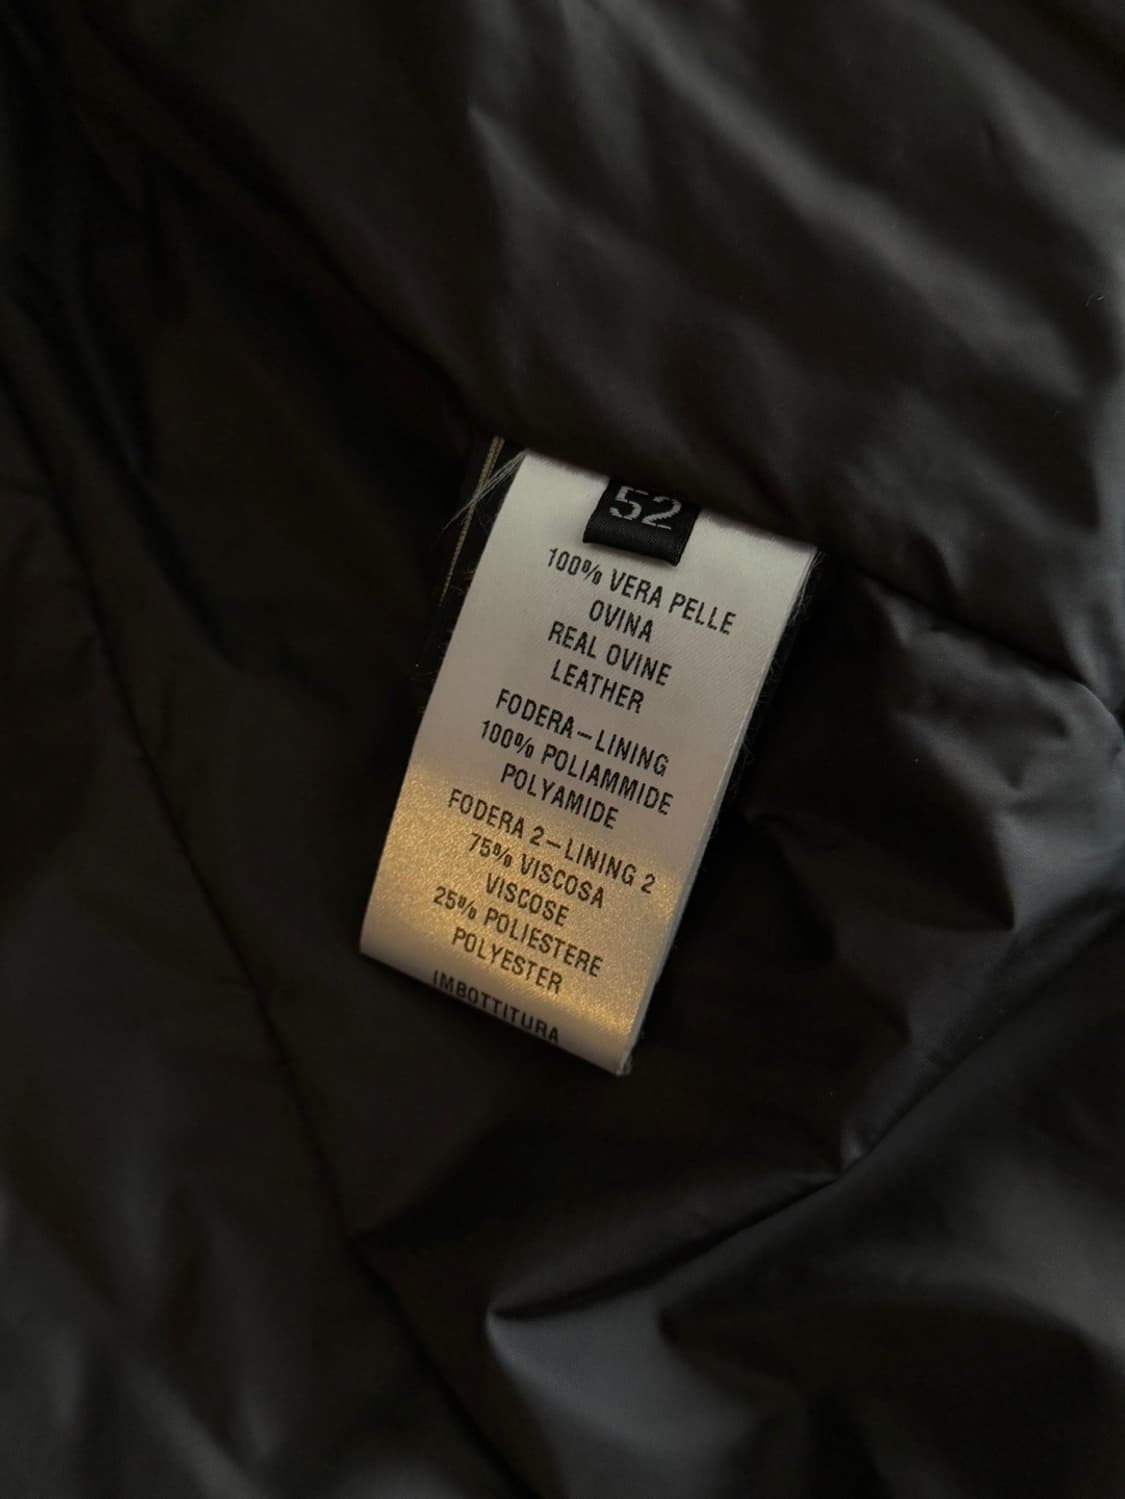 52
100% VERA PELLE
OVINA
REAL OVINE
LEATHER
FODERA-LINING
100% POLIAMMIDE
POLYAMIDE
FODERA 2-LINING 2
75% VISCOSA
VISCOSE
25% POLIESTERE
POLYESTER
IMBOTTITURA